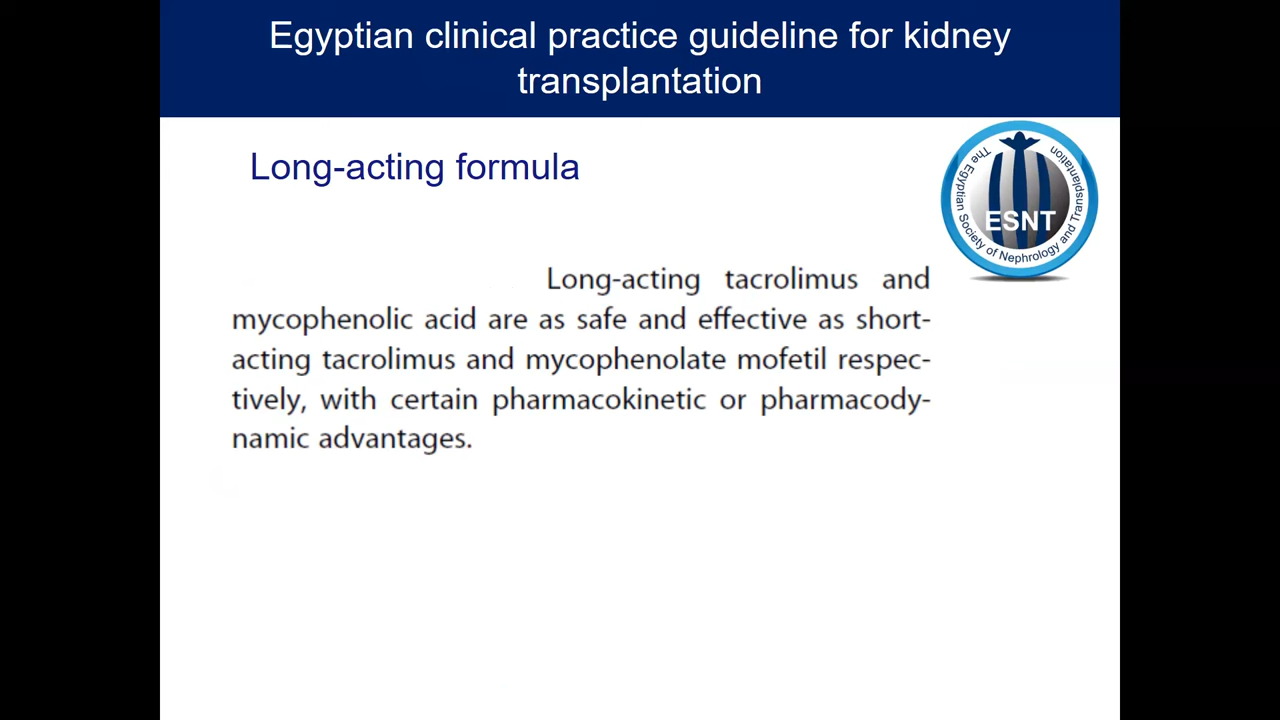 Egyptian clinical practice guideline for kidney
transplantation
Long-acting formula
The Egyptian Society of Nephrology and Transplantation
ESNT
Long-acting tacrolimus and
mycophenolic acid are as safe and effective as short-
acting tacrolimus and mycophenolate mofetil respec-
tively, with certain pharmacokinetic or pharmacody-
namic advantages.